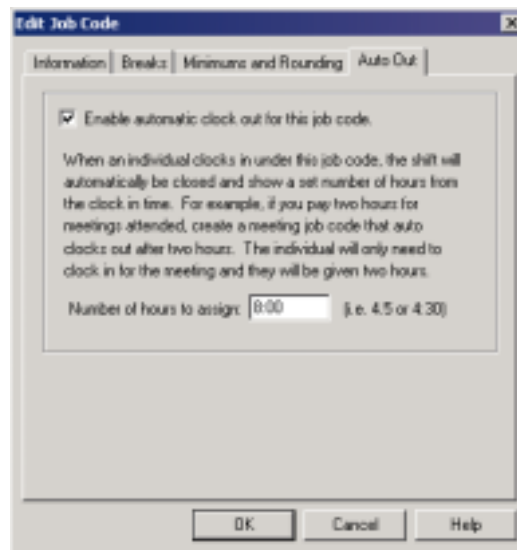 Edit Job Code
Information Breaks Minimums and Rounding Auto Out
Enable automatic clock out for this job code.
When an individual clocks in under this job code, the shift will
automatically be closed and show a set number of hours from
the clock in time. For example, if you pay two hours for
meetings attended, create a meeting job code that auto
clocks out after two hours. The individual will only need to
clock in for the meeting and they will be given two hours.
Number of hours to assign: 8:00 (i.e. 4.5 or 4:30)
OK Cancel Help